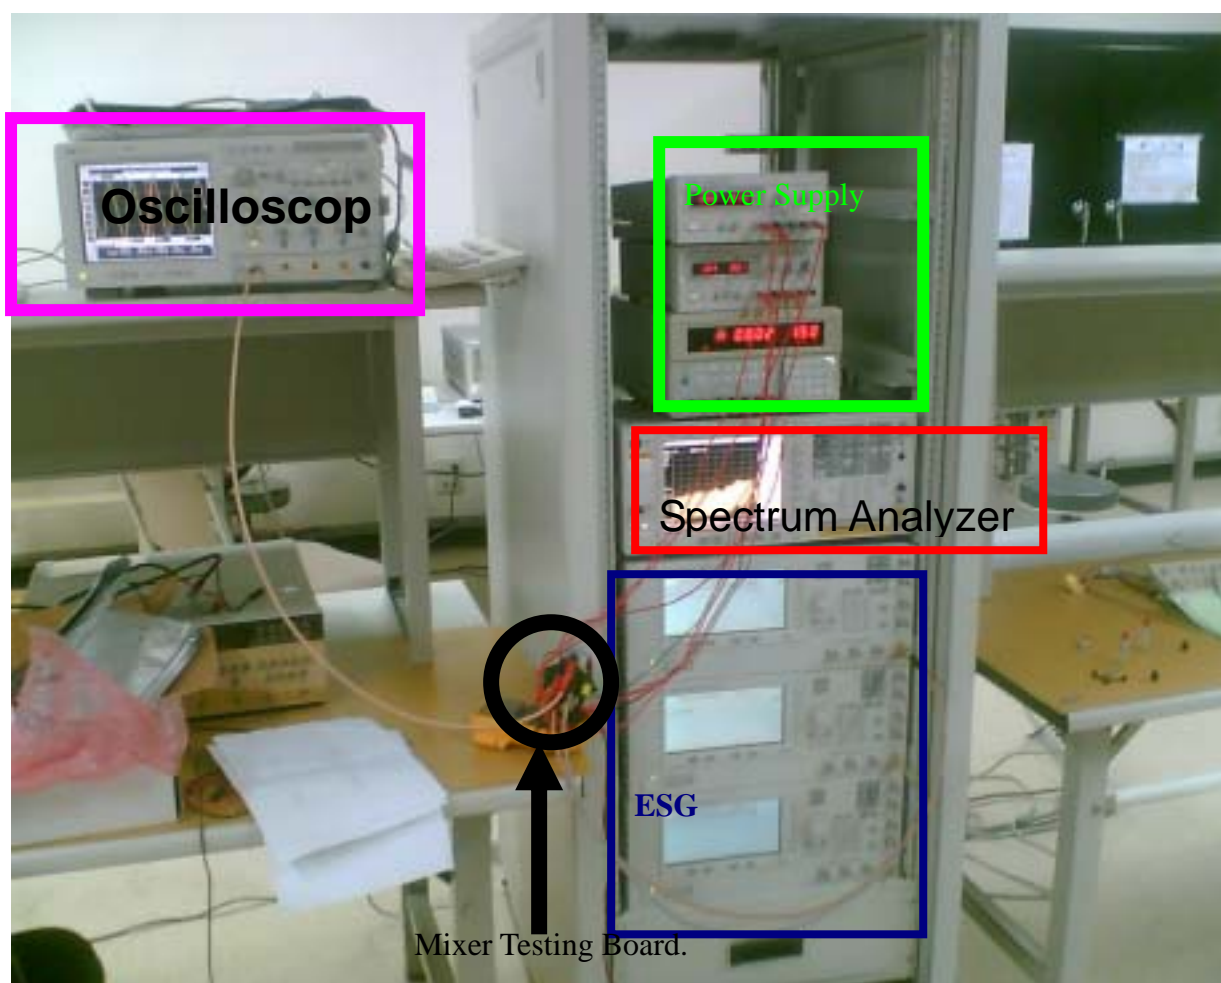 Oscilloscop
Power Supply
Spectrum Analyzer
ESG
Mixer Testing Board.